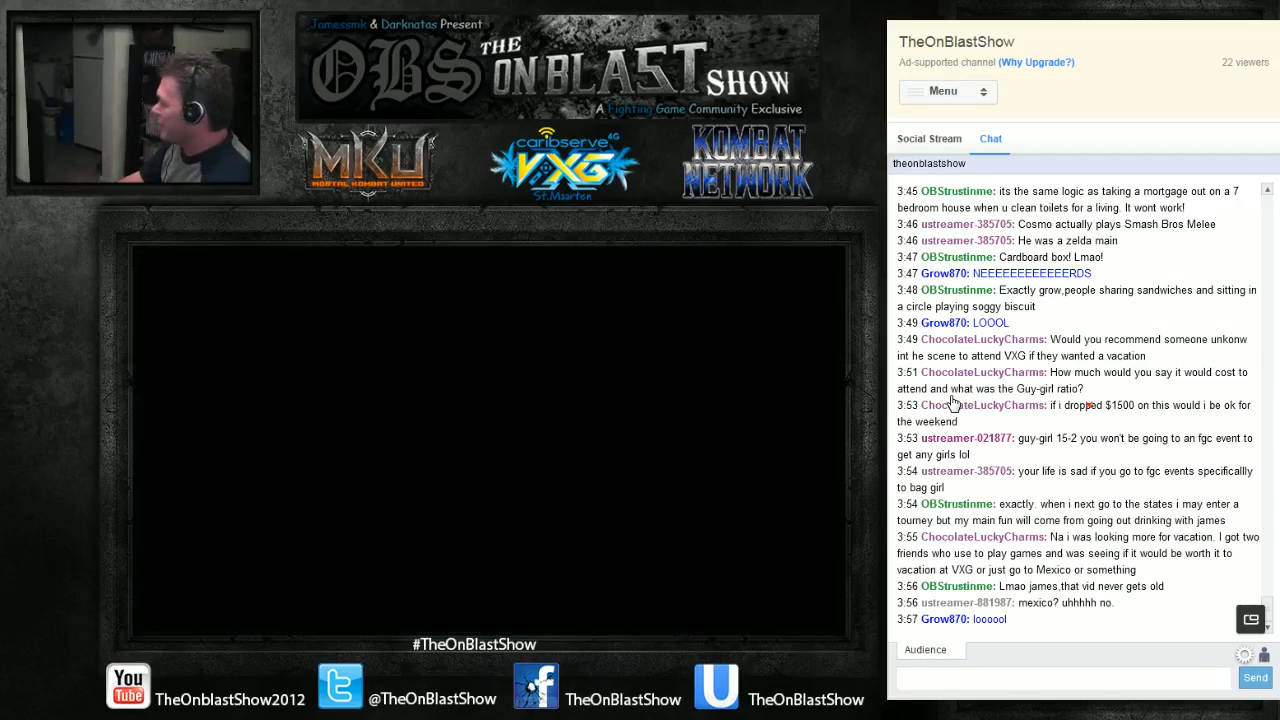 Jamessmk & Darknatas Present
OBS THE ON BLAST SHOW
A Fighting Game Community Exclusive
MKU
MORTAL KOMBAT UNITED
caribserve 4G
VXG
St.Maarten
KOMBAT
NETWORK
#TheOnBlastShow
You
Tube
TheOnblastShow2012
@TheOnBlastShow
TheOnBlastShow
TheOnBlastShow
TheOnBlastShow
Ad-supported channel (Why Upgrade?)
22 viewers
Menu
Social Stream Chat
theonblastshow
3:45 OBStrustinme: its the same logic as taking a mortgage out on a 7
bedroom house when u clean toilets for a living. It wont work!
3:46 ustreamer-385705: Cosmo actually plays Smash Bros Melee
3:46 ustreamer-385705: He was a zelda main
3:47 OBStrustinme: Cardboard box! Lmao!
3:47 Grow870: NEEEEEEEEEEEERDS
3:48 OBStrustinme: Exactly grow,people sharing sandwiches and sitting in
a circle playing soggy biscuit
3:49 Grow870: LOOOL
3:49 ChocolateLuckyCharms: Would you recommend someone unkonw
int he scene to attend VXG if they wanted a vacation
3:51 ChocolateLuckyCharms: How much would you say it would cost to
attend and what was the Guy-girl ratio?
3:53 ChocolateLuckyCharms: if i dropped $1500 on this would i be ok for
the weekend
3:53 ustreamer-021877: guy-girl 15-2 you won't be going to an fgc event to
get any girls lol
3:54 ustreamer-385705: your life is sad if you go to fgc events specificallly
to bag girl
3:54 OBStrustinme: exactly. when i next go to the states i may enter a
tourney but my main fun will come from going out drinking with james
3:55 ChocolateLuckyCharms: Na i was looking more for vacation. I got two
friends who use to play games and was seeing if it would be worth it to
vacation at VXG or just go to Mexico or something
3:56 OBStrustinme: Lmao james,that vid never gets old
3:56 ustreamer-881987: mexico? uhhhhh no.
3:57 Grow870: loooool
Audience
Send